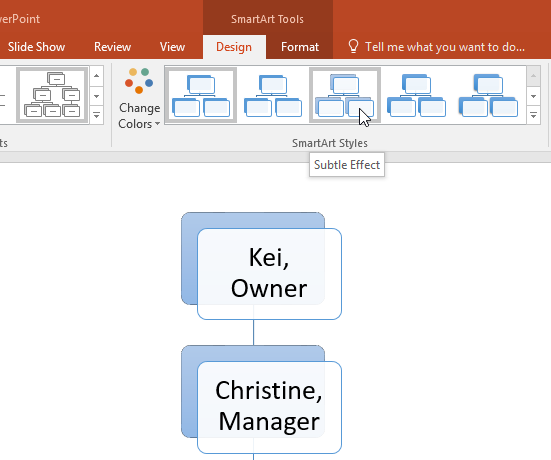 werPoint
SmartArt Tools
Slide Show Review View Design Format Tell me what you want to do...
Change
Colors
ts
SmartArt Styles
Subtle Effect
Kei,
Owner
Christine,
Manager